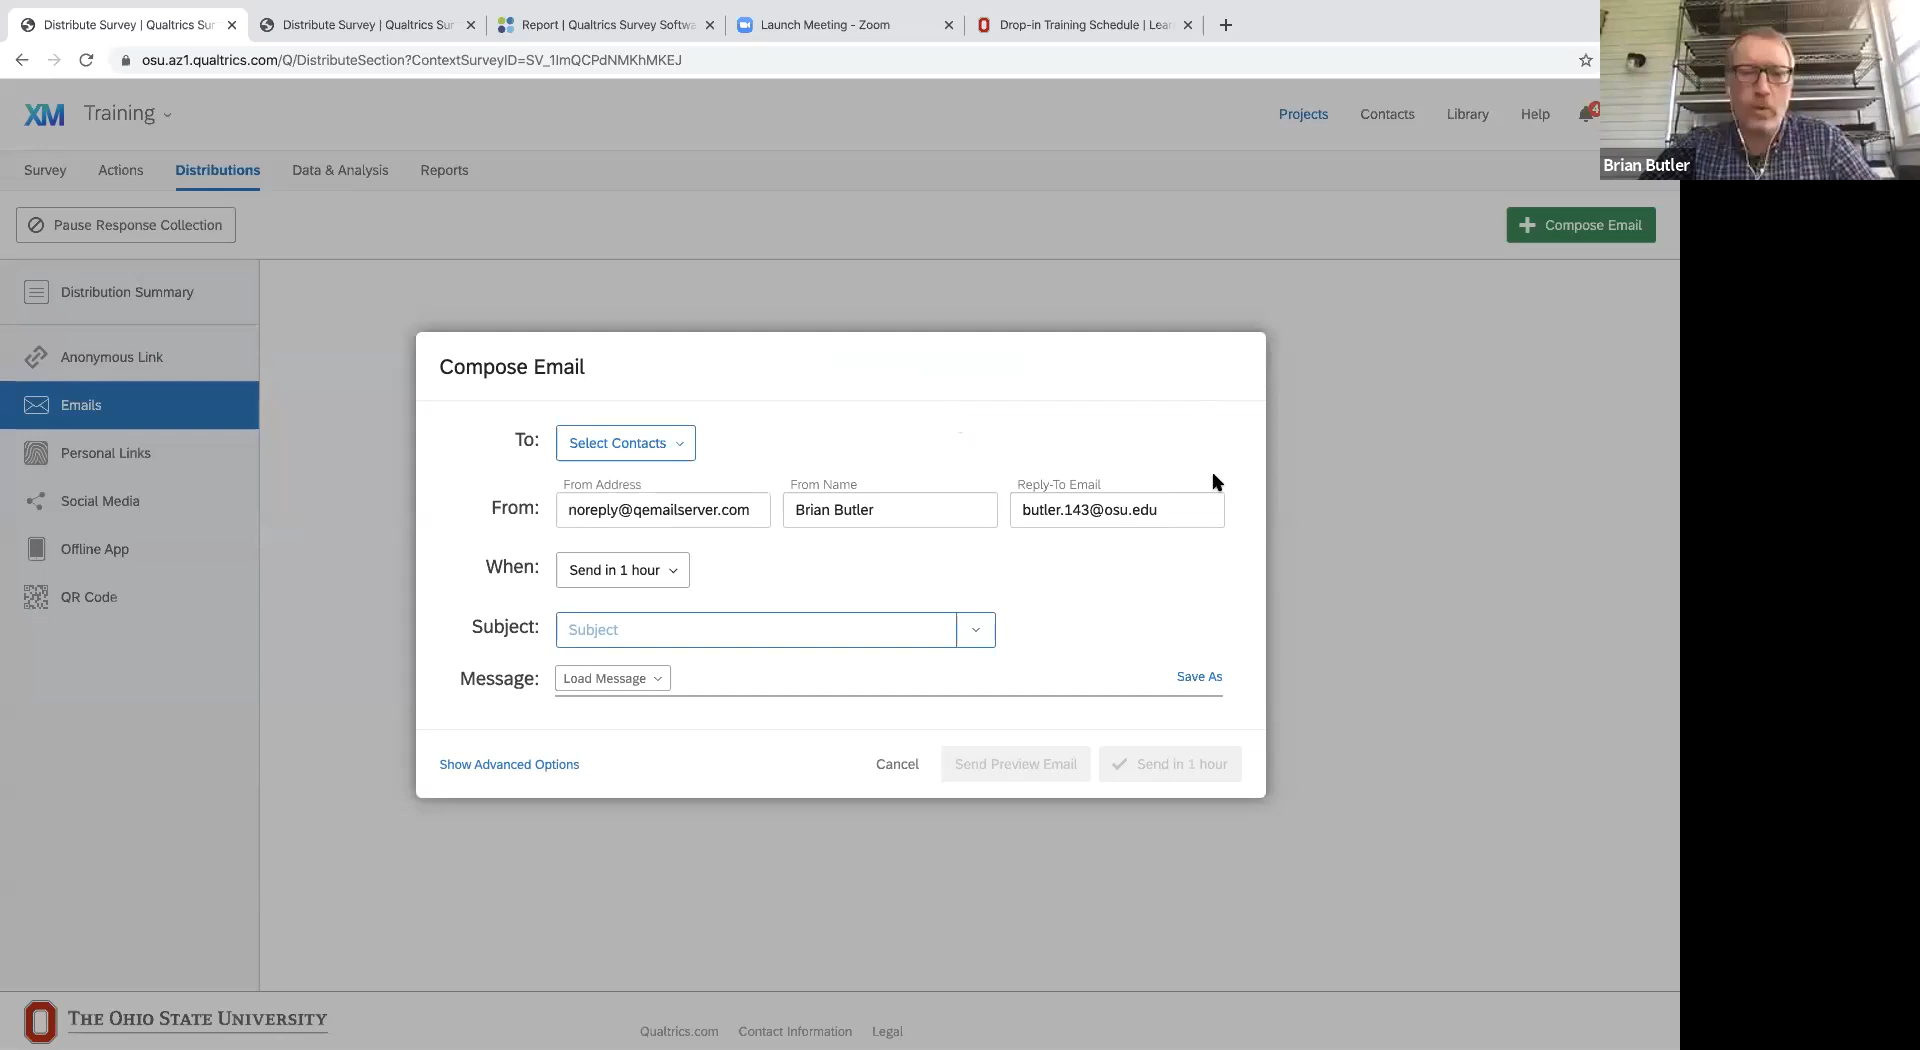 Distribute Survey | Qualtrics Sur
Distribute Survey | Qualtrics Sur
Report | Qualtrics Survey Softwa
Launch Meeting - Zoom
Drop-in Training Schedule | Lea
osu.az1.qualtrics.com/Q/DistributeSection?ContextSurveyID=SV_1ImQCPdNMKhMKEJ
XM Training
Projects Contacts Library Help 4
Brian Butler
Survey Actions Distributions Data & Analysis Reports
Pause Response Collection
Compose Email
Distribution Summary
Anonymous Link
Emails
Personal Links
Social Media
Offline App
QR Code
Compose Email
To: Select Contacts
From Address From Name Reply-To Email
From: noreply@qemailserver.com Brian Butler butler.143@osu.edu
When: Send in 1 hour
Subject: Subject
Message: Load Message Save As
Show Advanced Options Cancel Send Preview Email Send in 1 hour
THE OHIO STATE UNIVERSITY
Qualtrics.com Contact Information Legal